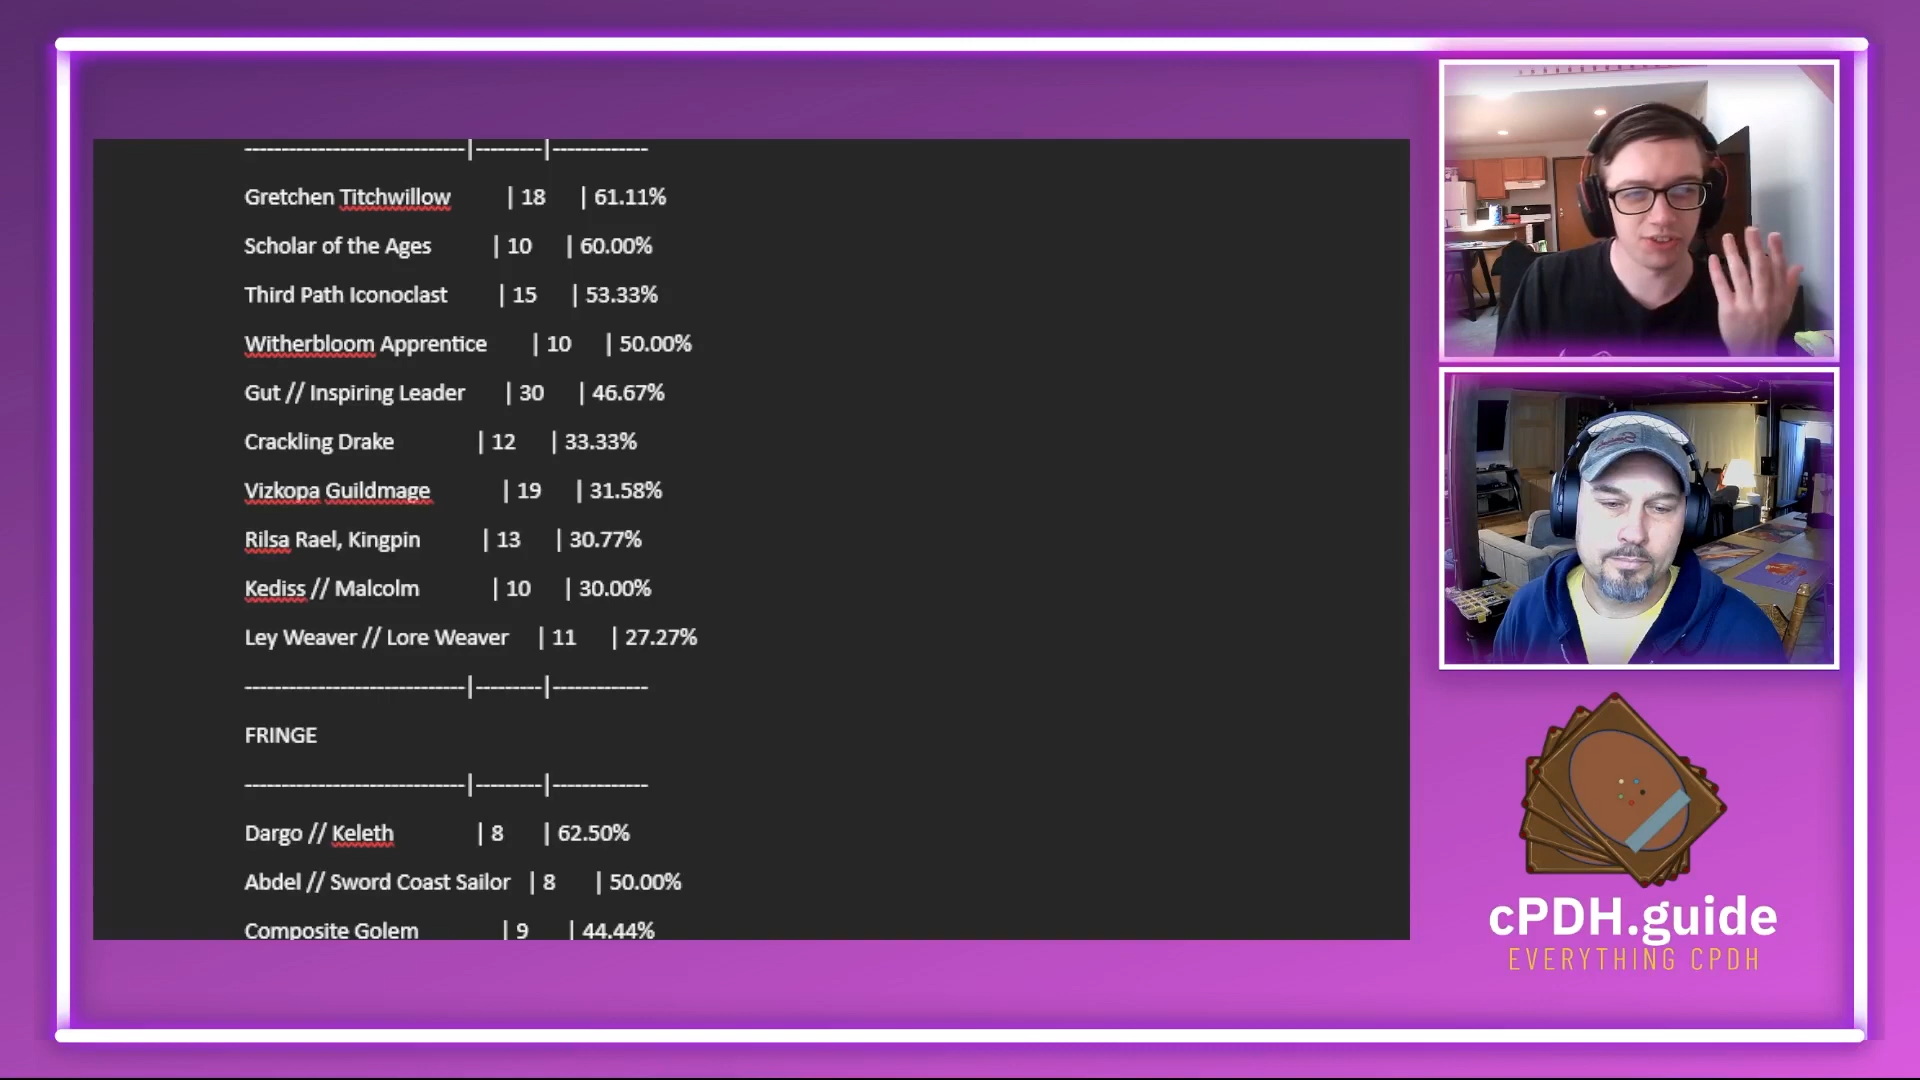 ------------------------------|---------|-------------
Gretchen Titchwillow | 18 | 61.11%
Scholar of the Ages | 10 | 60.00%
Third Path Iconoclast | 15 | 53.33%
Witherbloom Apprentice | 10 | 50.00%
Gut // Inspiring Leader | 30 | 46.67%
Crackling Drake | 12 | 33.33%
Vizkopa Guildmage | 19 | 31.58%
Rilsa Rael, Kingpin | 13 | 30.77%
Kediss // Malcolm | 10 | 30.00%
Ley Weaver // Lore Weaver | 11 | 27.27%
------------------------------|---------|-------------
FRINGE
------------------------------|---------|-------------
Dargo // Keleth | 8 | 62.50%
Abdel // Sword Coast Sailor | 8 | 50.00%
Composite Golem | 9 | 44.44%
cPDH.guide
EVERYTHING CPDH